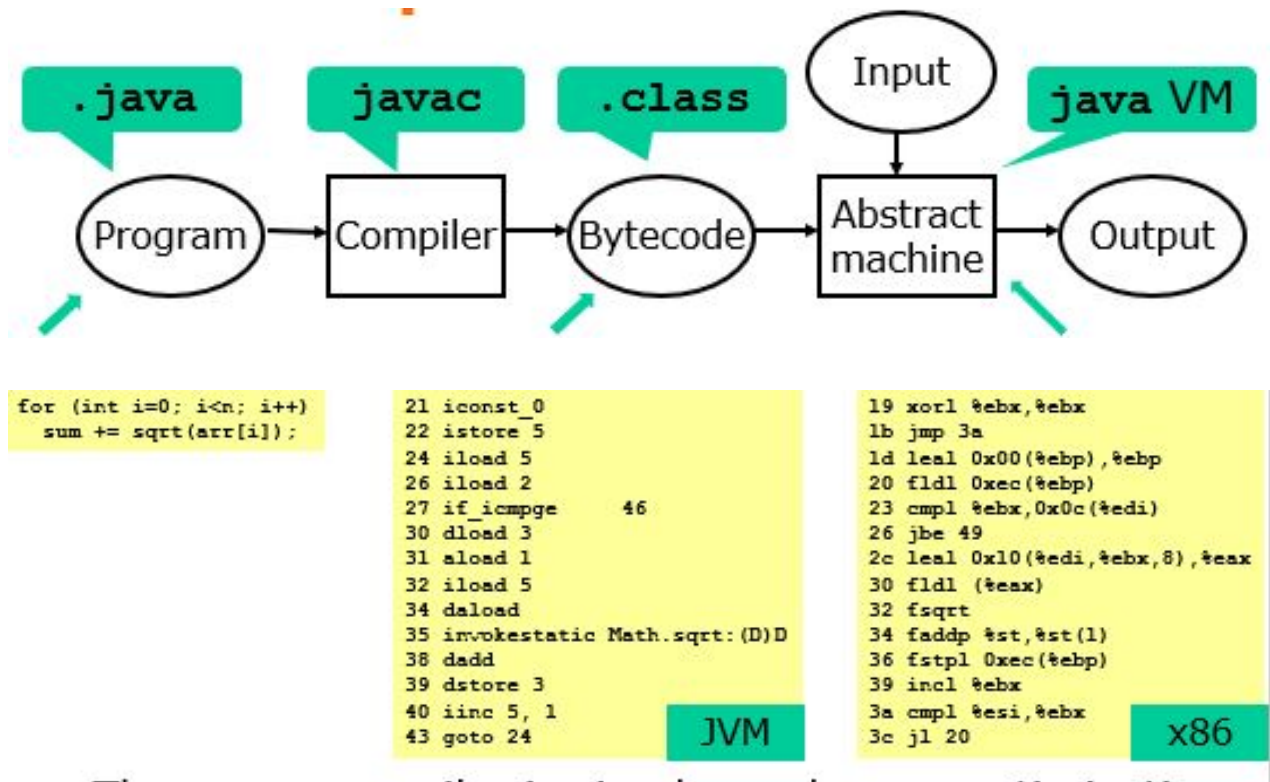 .java
javac
.class
Input
java VM
Program
Compiler
Bytecode
Abstract
machine
Output
for (int i=0; i<n; i++)
sum += sqrt(arr[i]);
21 iconst_0
22 istore 5
24 iload 5
26 iload 2
27 if_icmpge 46
30 dload 3
31 aload 1
32 iload 5
34 daload
35 invokestatic Math.sqrt:(D)D
38 dadd
39 dstore 3
40 iinc 5, 1
43 goto 24
JVM
19 xorl %ebx,%ebx
1b jmp 3a
1d leal 0x00(%ebp),%ebp
20 fldl 0xec(%ebp)
23 cmpl %ebx,0x0c(%edi)
26 jbe 49
2c leal 0x10(%edi,%ebx,8),%eax
30 fldl (%eax)
32 fsqrt
34 faddp %st,%st(1)
36 fstpl 0xec(%ebp)
39 incl %ebx
3a cmpl %esi,%ebx
3c jl 20
x86